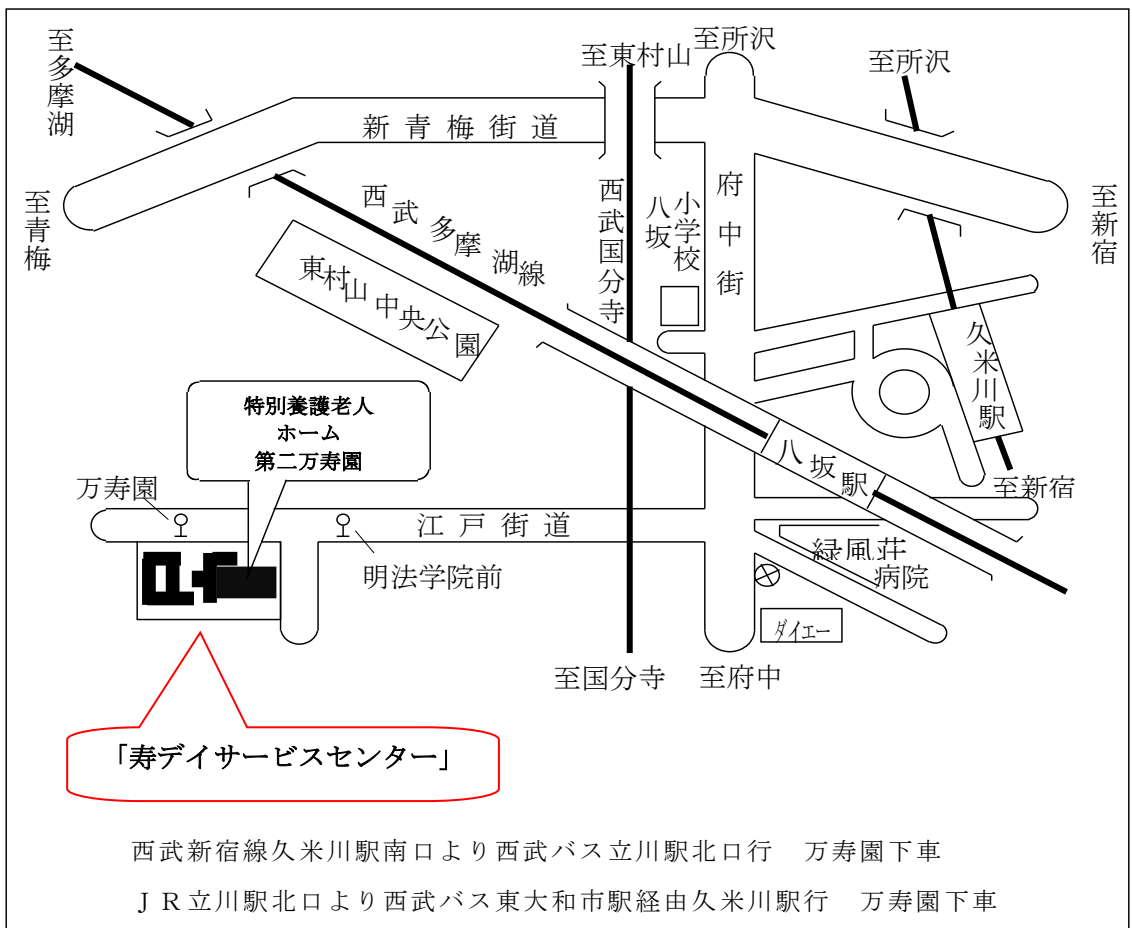 至多摩湖
至東村山
至所沢
至所沢
新青梅街道
至青梅
西武多摩湖線
西武国分寺
八坂
小学校
府中街
至新宿
東村山中央公園
久米川駅
特別養護老人
ホーム
第二万寿園
八坂駅
至新宿
万寿園
江戸街道
明法学院前
緑風荘
病院
ダイエー
至国分寺
至府中
「寿デイサービスセンター」
西武新宿線久米川駅南口より西武バス立川駅北口行　万寿園下車
ＪＲ立川駅北口より西武バス東大和市駅経由久米川駅行　万寿園下車